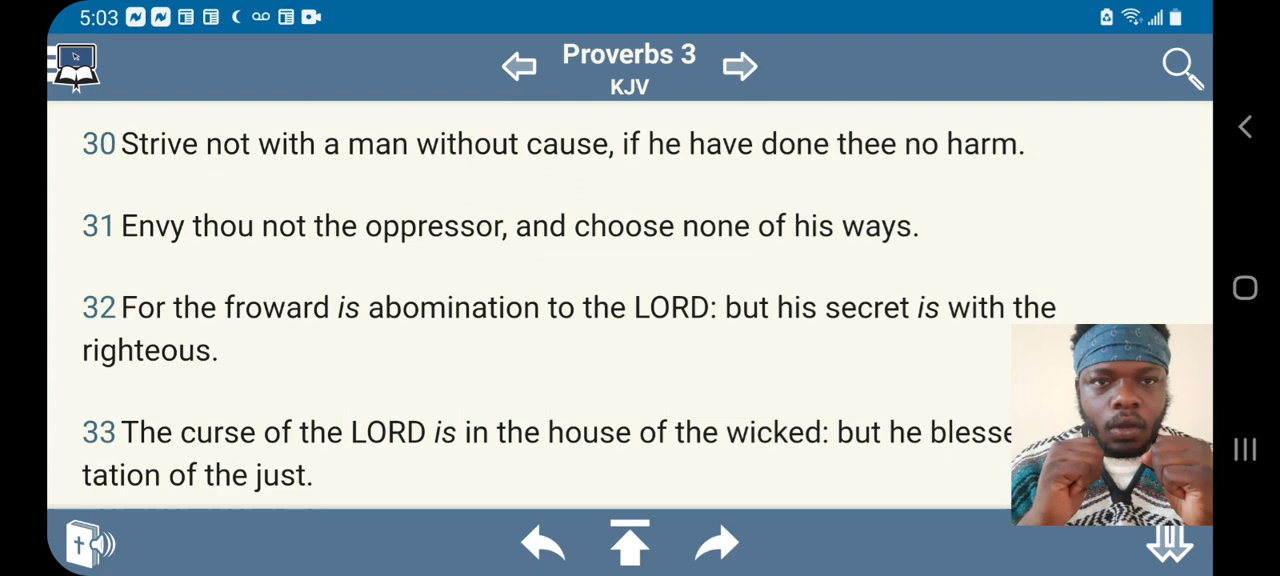 5:03
Proverbs 3
KJV
30 Strive not with a man without cause, if he have done thee no harm.
31 Envy thou not the oppressor, and choose none of his ways.
32 For the froward is abomination to the LORD: but his secret is with the
righteous.
33 The curse of the LORD is in the house of the wicked: but he blesse
tation of the just.